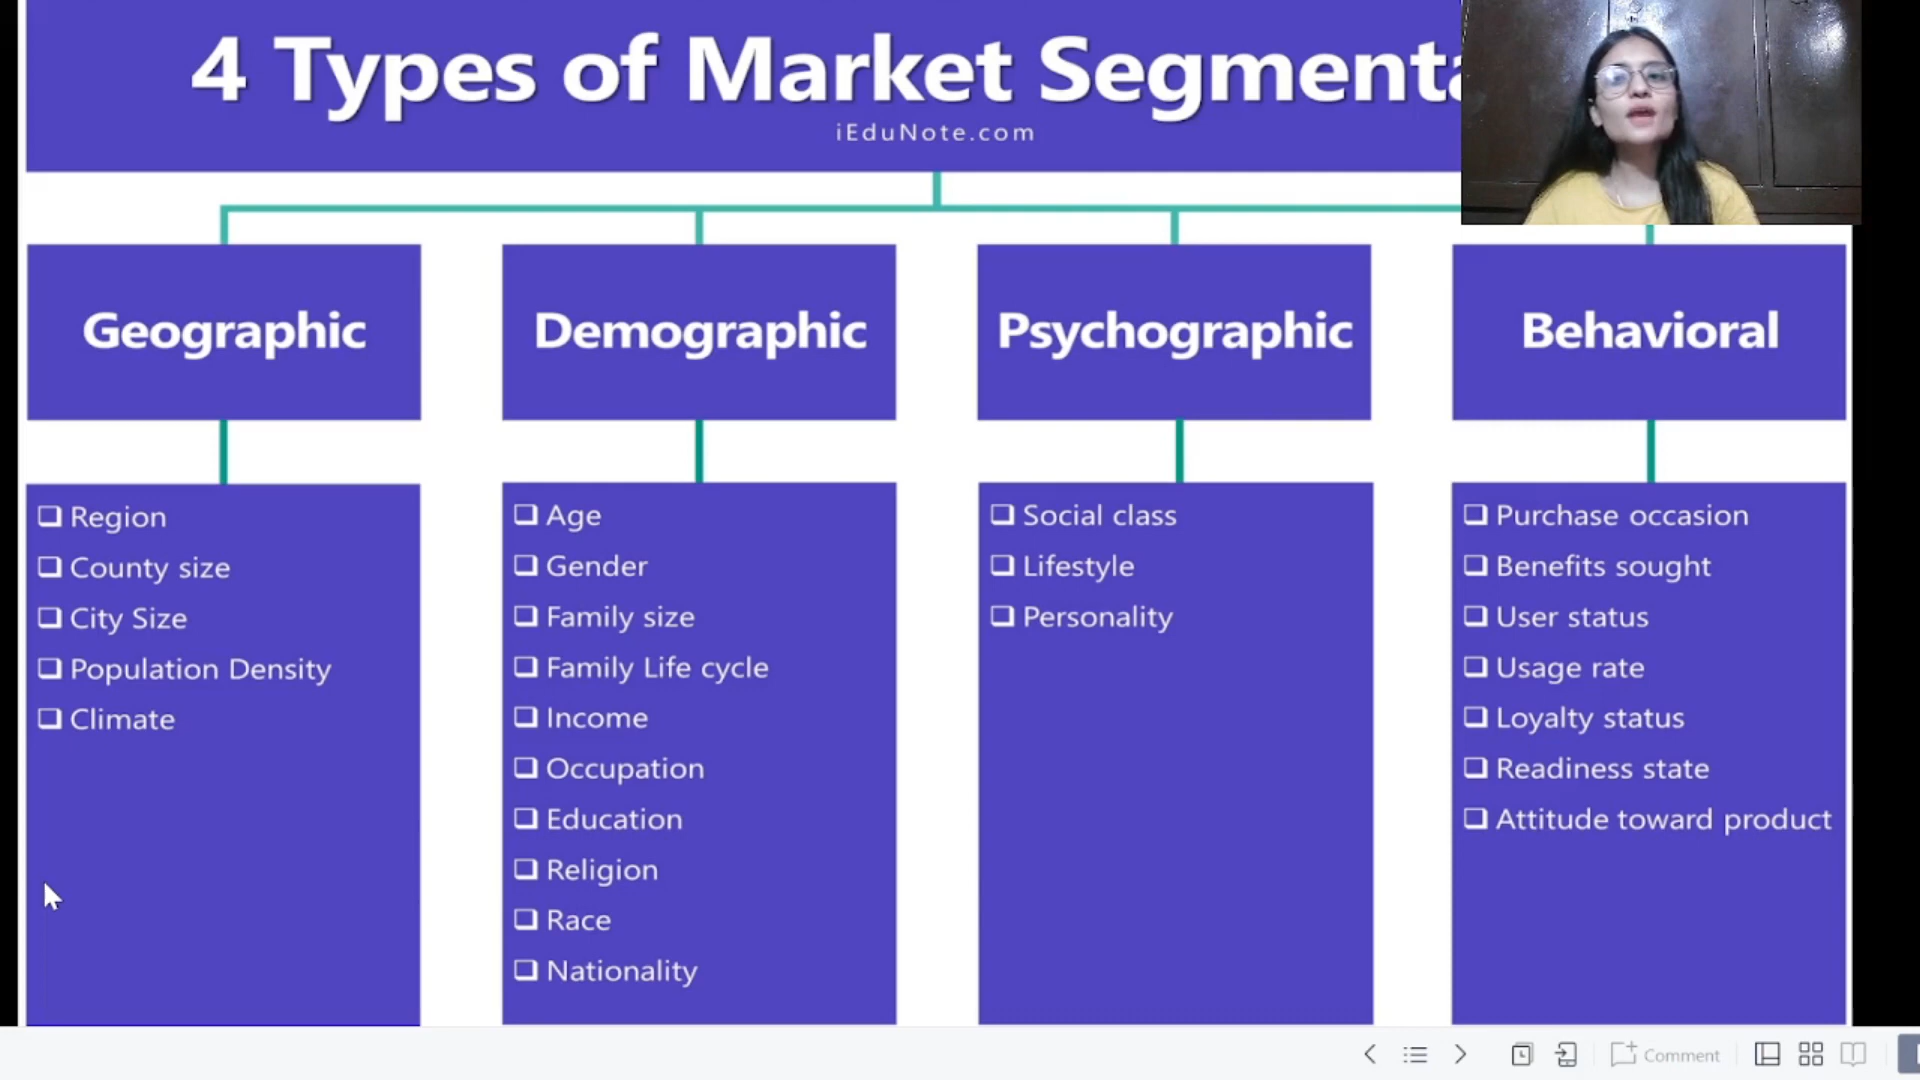 4 Types of Market Segmenta
iEduNote.com
Geographic
Demographic
Psychographic
Behavioral
Region
County size
City Size
Population Density
Climate
Age
Gender
Family size
Family Life cycle
Income
Occupation
Education
Religion
Race
Nationality
Social class
Lifestyle
Personality
Purchase occasion
Benefits sought
User status
Usage rate
Loyalty status
Readiness state
Attitude toward product
Comment